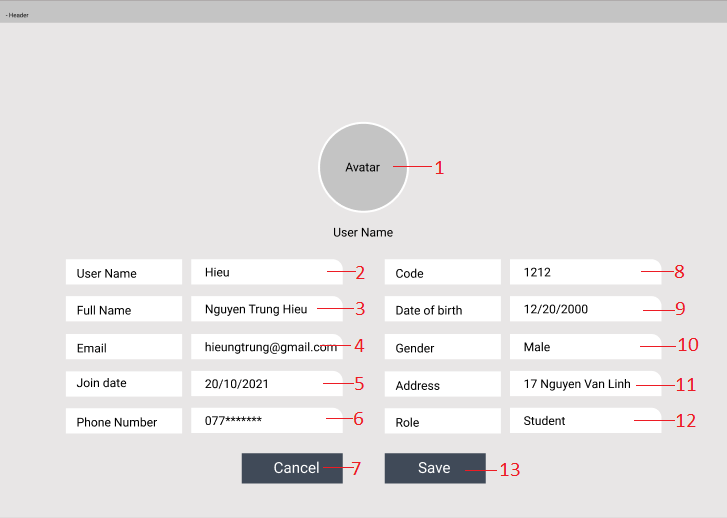 - Header
Avatar 1
User Name
User Name Hieu 2 Code 1212 8
Full Name Nguyen Trung Hieu 3 Date of birth 12/20/2000 9
Email hieungtrung@gmail.com 4 Gender Male 10
Join date 20/10/2021 5 Address 17 Nguyen Van Linh 11
Phone Number 077******* 6 Role Student 12
Cancel 7 Save 13